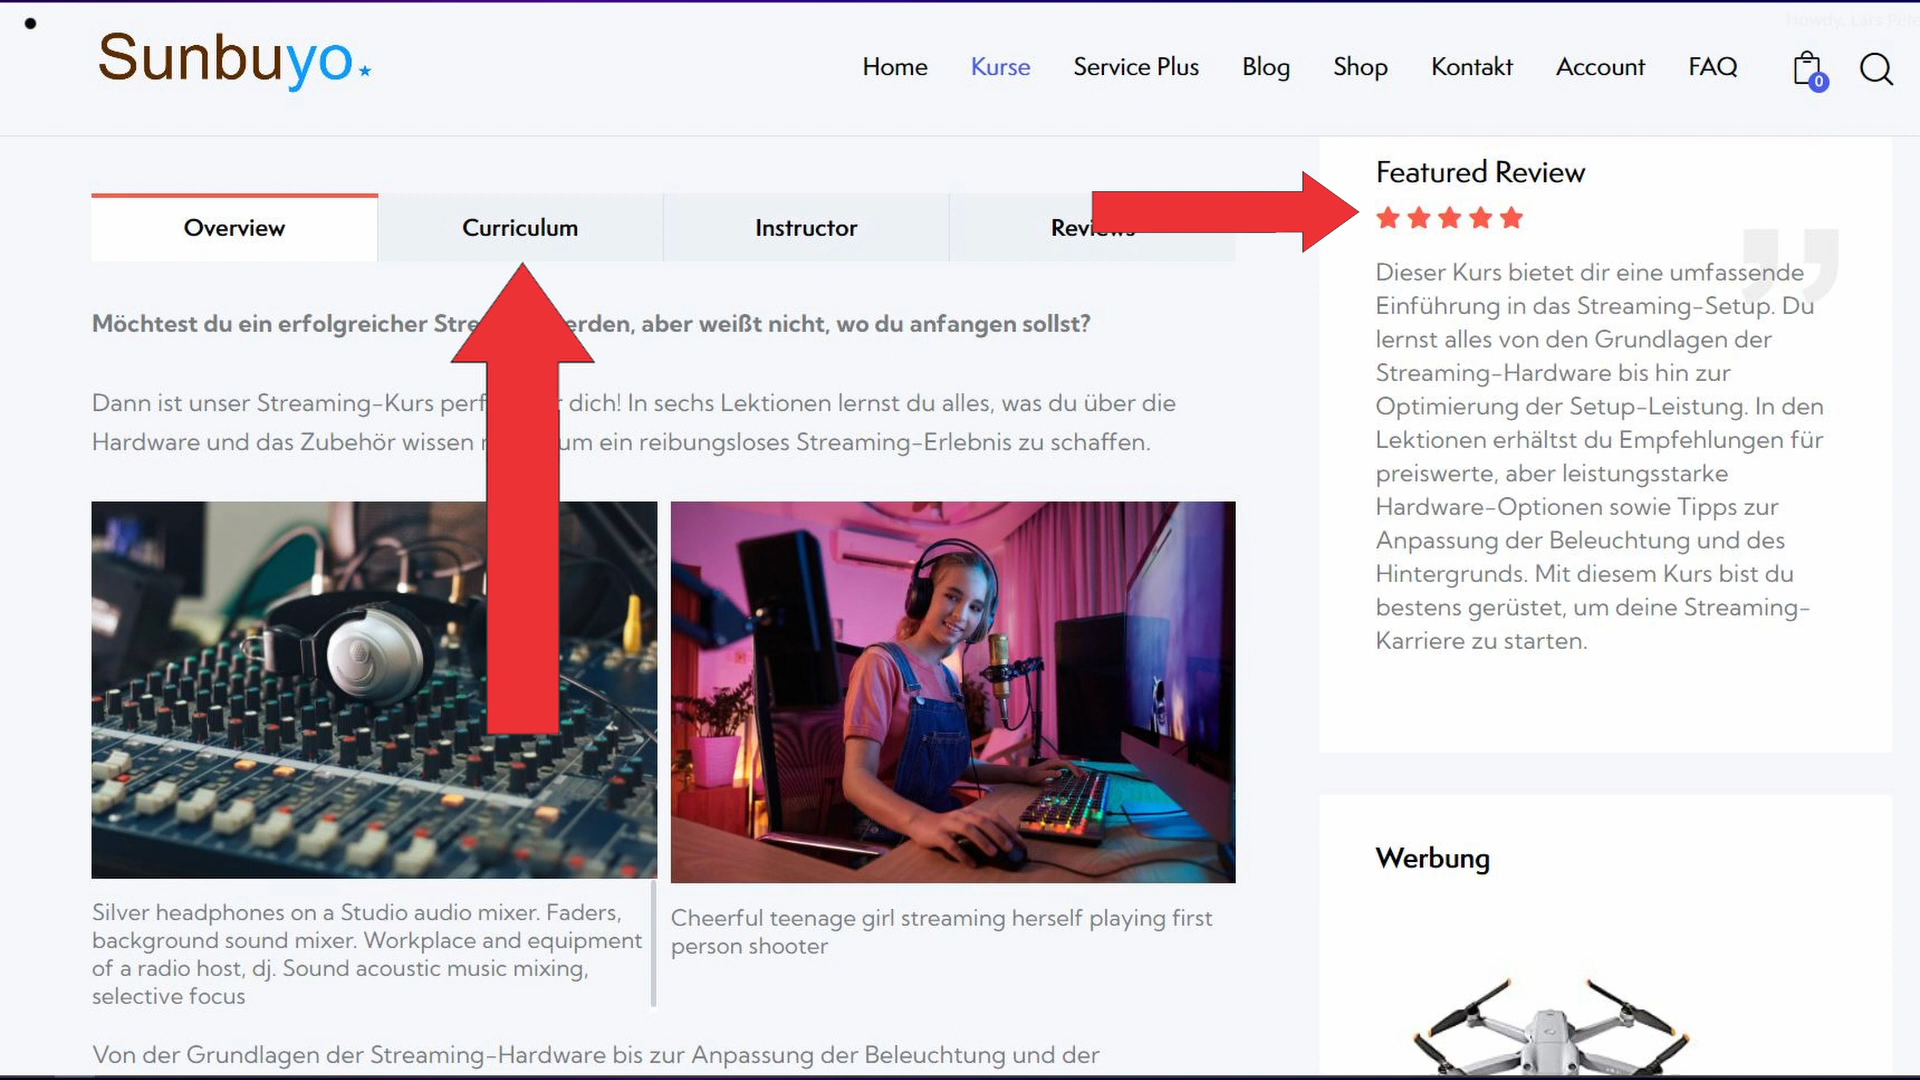 Sunbuyo
Home Kurse Service Plus Blog Shop Kontakt Account FAQ 0
Overview Curriculum Instructor Reviews
Möchtest du ein erfolgreicher erden, aber weißt nicht, wo du anfangen sollst?
Dann ist unser Streaming-Kurs dich! In sechs Lektionen lernst du alles, was du über die
Hardware und das Zubehör wissen um ein reibungsloses Streaming-Erlebnis zu schaffen.
Silver headphones on a Studio audio mixer. Faders,
background sound mixer. Workplace and equipment
of a radio host, dj. Sound acoustic music mixing,
selective focus
Cheerful teenage girl streaming herself playing first
person shooter
Von der Grundlagen der Streaming-Hardware bis zur Anpassung der Beleuchtung und der
Featured Review
Dieser Kurs bietet dir eine umfassende
Einführung in das Streaming-Setup. Du
lernst alles von den Grundlagen der
Streaming-Hardware bis hin zur
Optimierung der Setup-Leistung. In den
Lektionen erhältst du Empfehlungen für
preiswerte, aber leistungsstarke
Hardware-Optionen sowie Tipps zur
Anpassung der Beleuchtung und des
Hintergrunds. Mit diesem Kurs bist du
bestens gerüstet, um deine Streaming-
Karriere zu starten.
Werbung